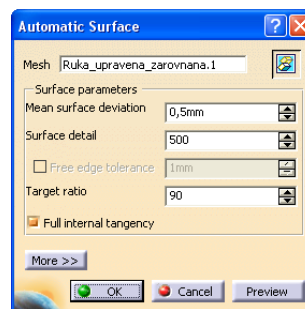 Automatic Surface
Mesh Ruka_upravena_zarovnana.1
Surface parameters
Mean surface deviation 0,5mm
Surface detail 500
Free edge tolerance 1mm
Target ratio 90
Full internal tangency
More >>
OK Cancel Preview